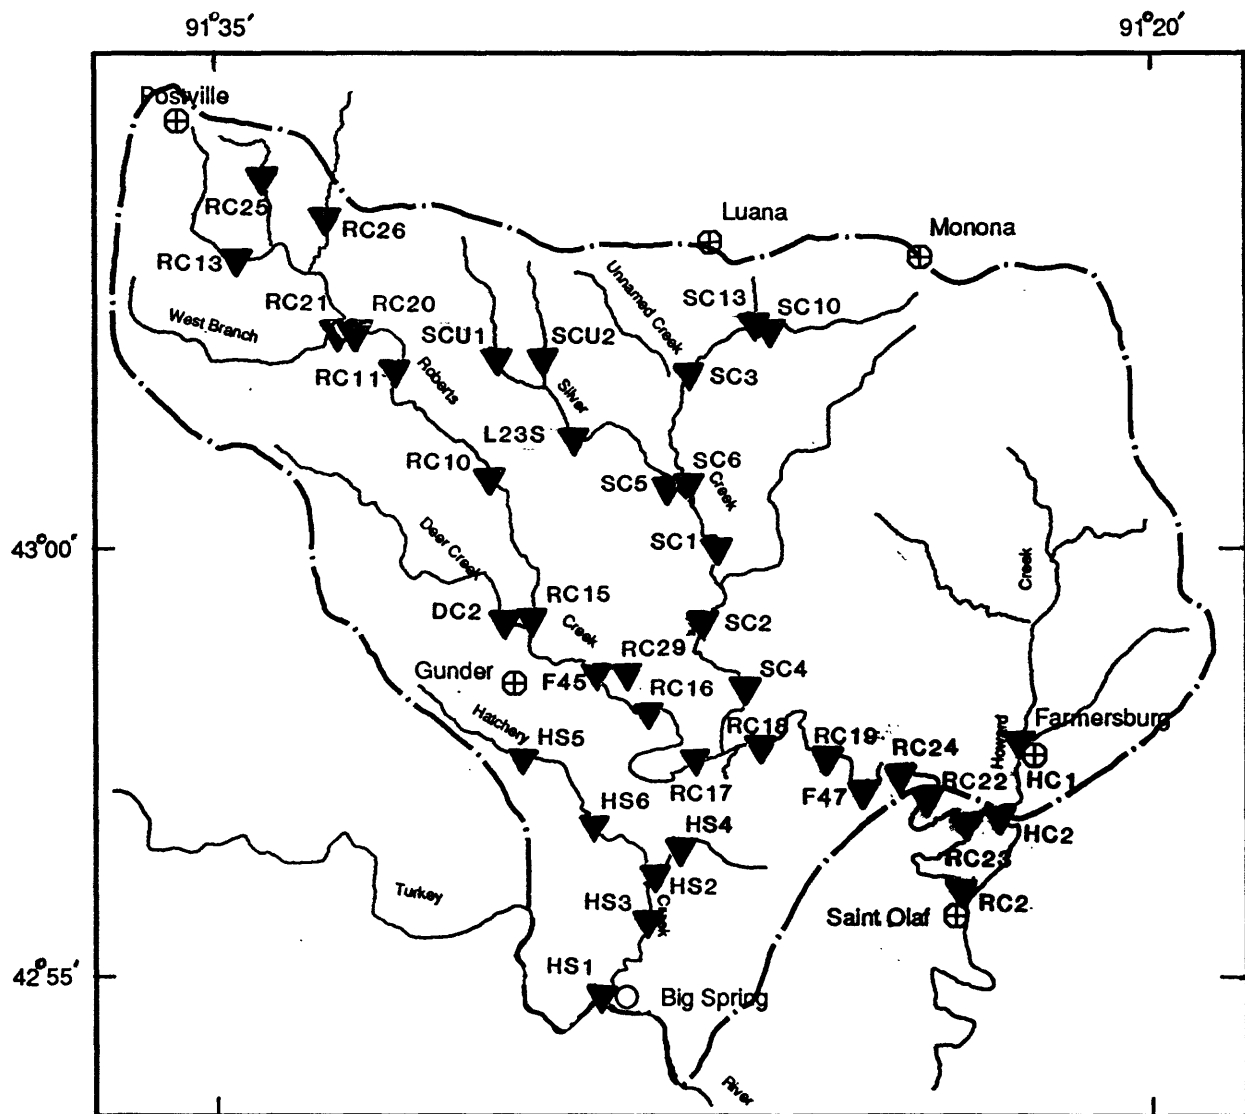 91°35′
91°20′
Postville
RC25
RC26
Luana
Monona
RC13
RC21
RC20
West Branch
SCU1
SCU2
Unnamed Creek
SC13
SC10
RC11
Roberts
Silver
SC3
L23S
RC10
SC5
SC6
Creek
Deer Creek
SC1
43°00′
Creek
DC2
RC15
Creek
SC2
Gunder
F45
RC29
RC16
SC4
Hatchery
HS5
RC18
RC19
RC24
Howard
Farmersburg
RC17
F47
RC22
HC1
HS6
HS4
HC2
RC23
HS2
Turkey
HS3
Creek
Saint Olaf
RC2
42°55′
HS1
Big Spring
River